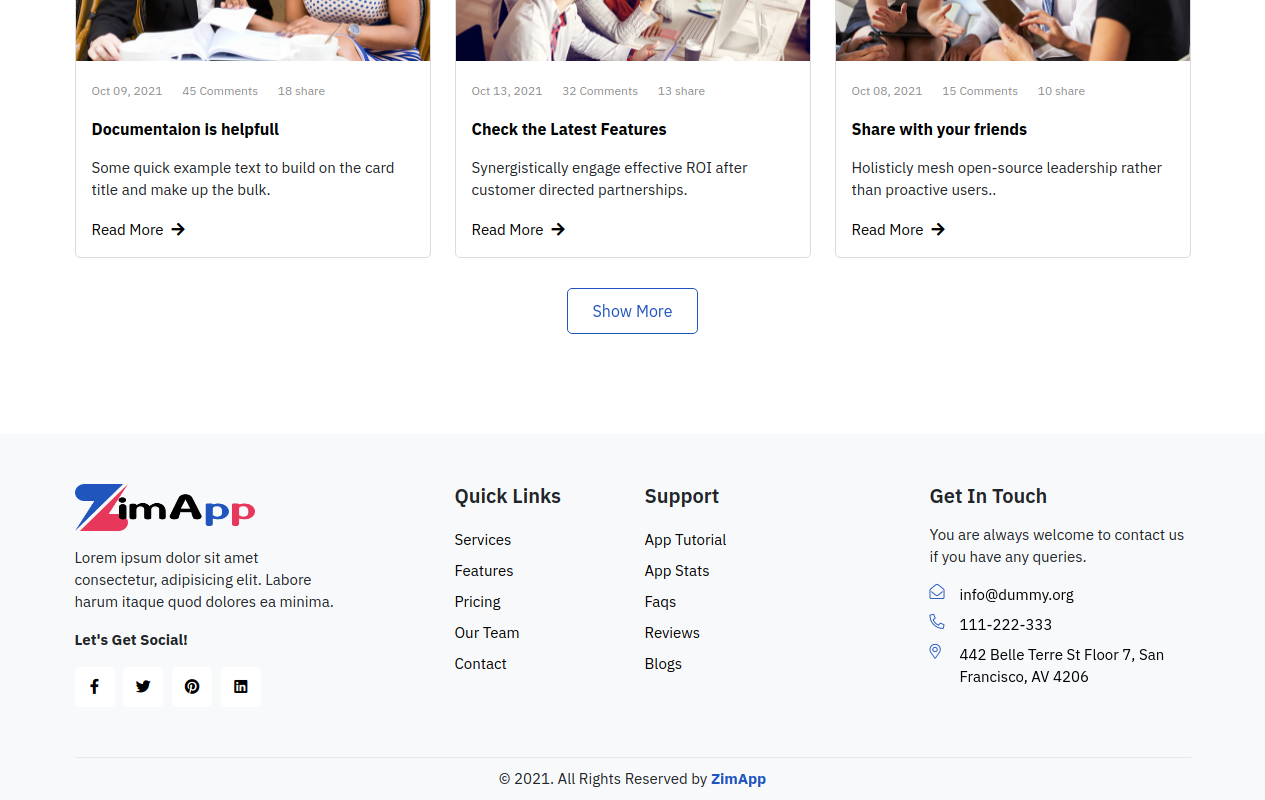 Oct 09, 2021 45 Comments 18 share
Documentaion is helpfull
Some quick example text to build on the card
title and make up the bulk.
Read More
Oct 13, 2021 32 Comments 13 share
Check the Latest Features
Synergistically engage effective ROI after
customer directed partnerships.
Read More
Oct 08, 2021 15 Comments 10 share
Share with your friends
Holisticly mesh open-source leadership rather
than proactive users..
Read More
Show More
ZimApp
Lorem ipsum dolor sit amet
consectetur, adipisicing elit. Labore
harum itaque quod dolores ea minima.
Let's Get Social!
Quick Links
Services
Features
Pricing
Our Team
Contact
Support
App Tutorial
App Stats
Faqs
Reviews
Blogs
Get In Touch
You are always welcome to contact us
if you have any queries.
info@dummy.org
111-222-333
442 Belle Terre St Floor 7, San
Francisco, AV 4206
© 2021. All Rights Reserved by ZimApp